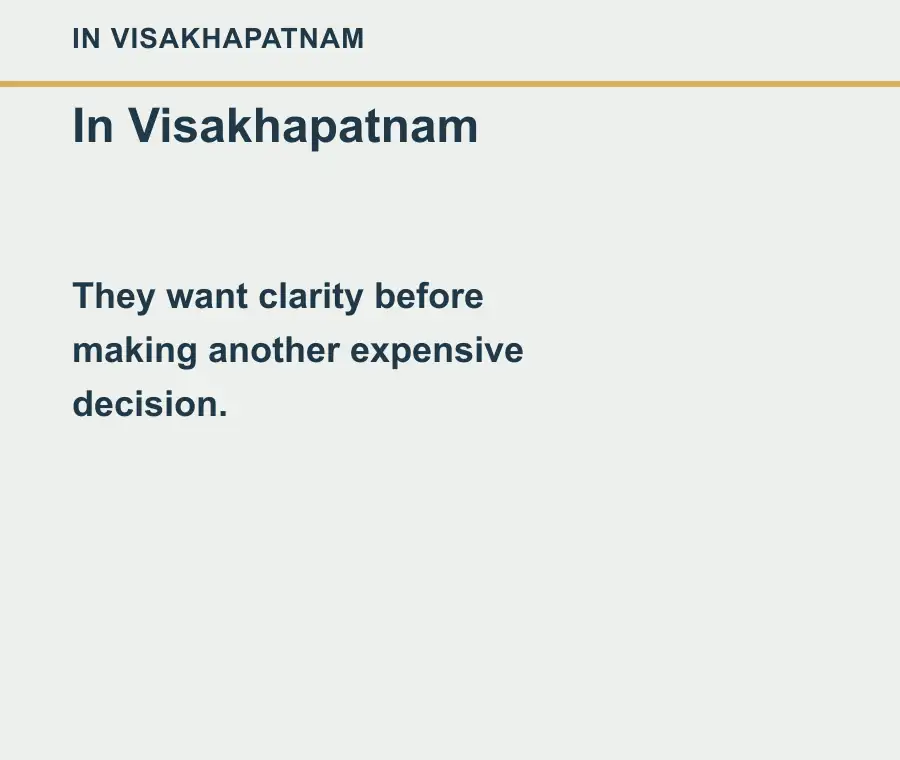 IN VISAKHAPATNAM
In Visakhapatnam
They want clarity before
making another expensive
decision.